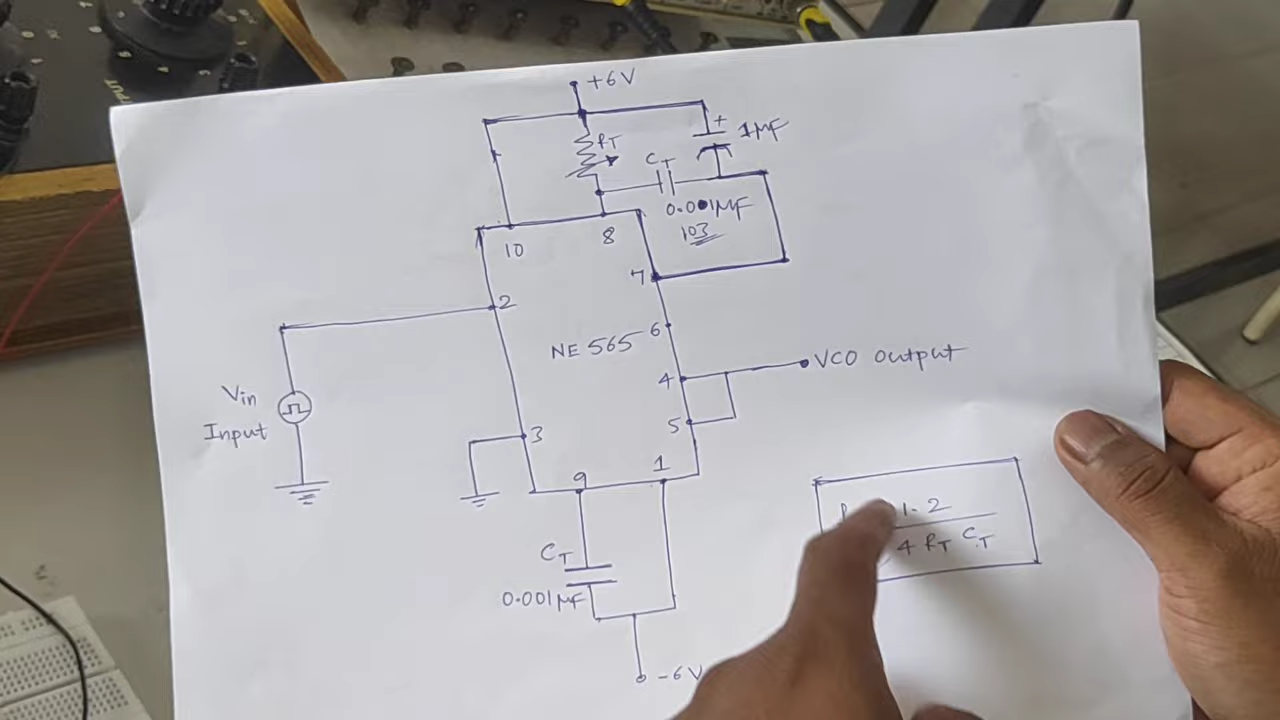 +6V
RT
+
1MF
CT
0.001MF
103
10
8
7
2
6
NE 565
4
VCO Output
5
Vin
Input
3
9
1
1.2
4 RT CT
CT
0.001MF
-6V